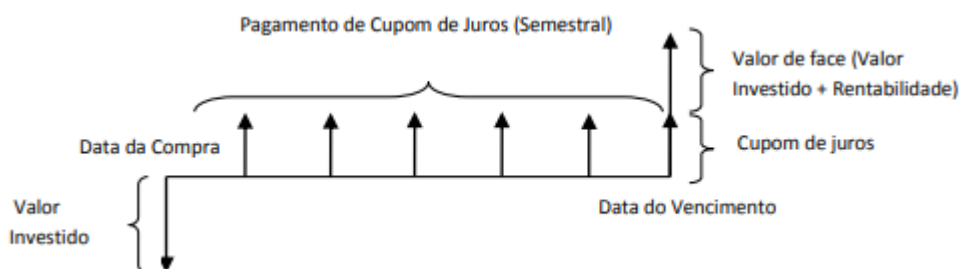 Pagamento de Cupom de Juros (Semestral)
Valor de face (Valor
Investido + Rentabilidade)
Data da Compra
Cupom de juros
Valor
Investido
Data do Vencimento